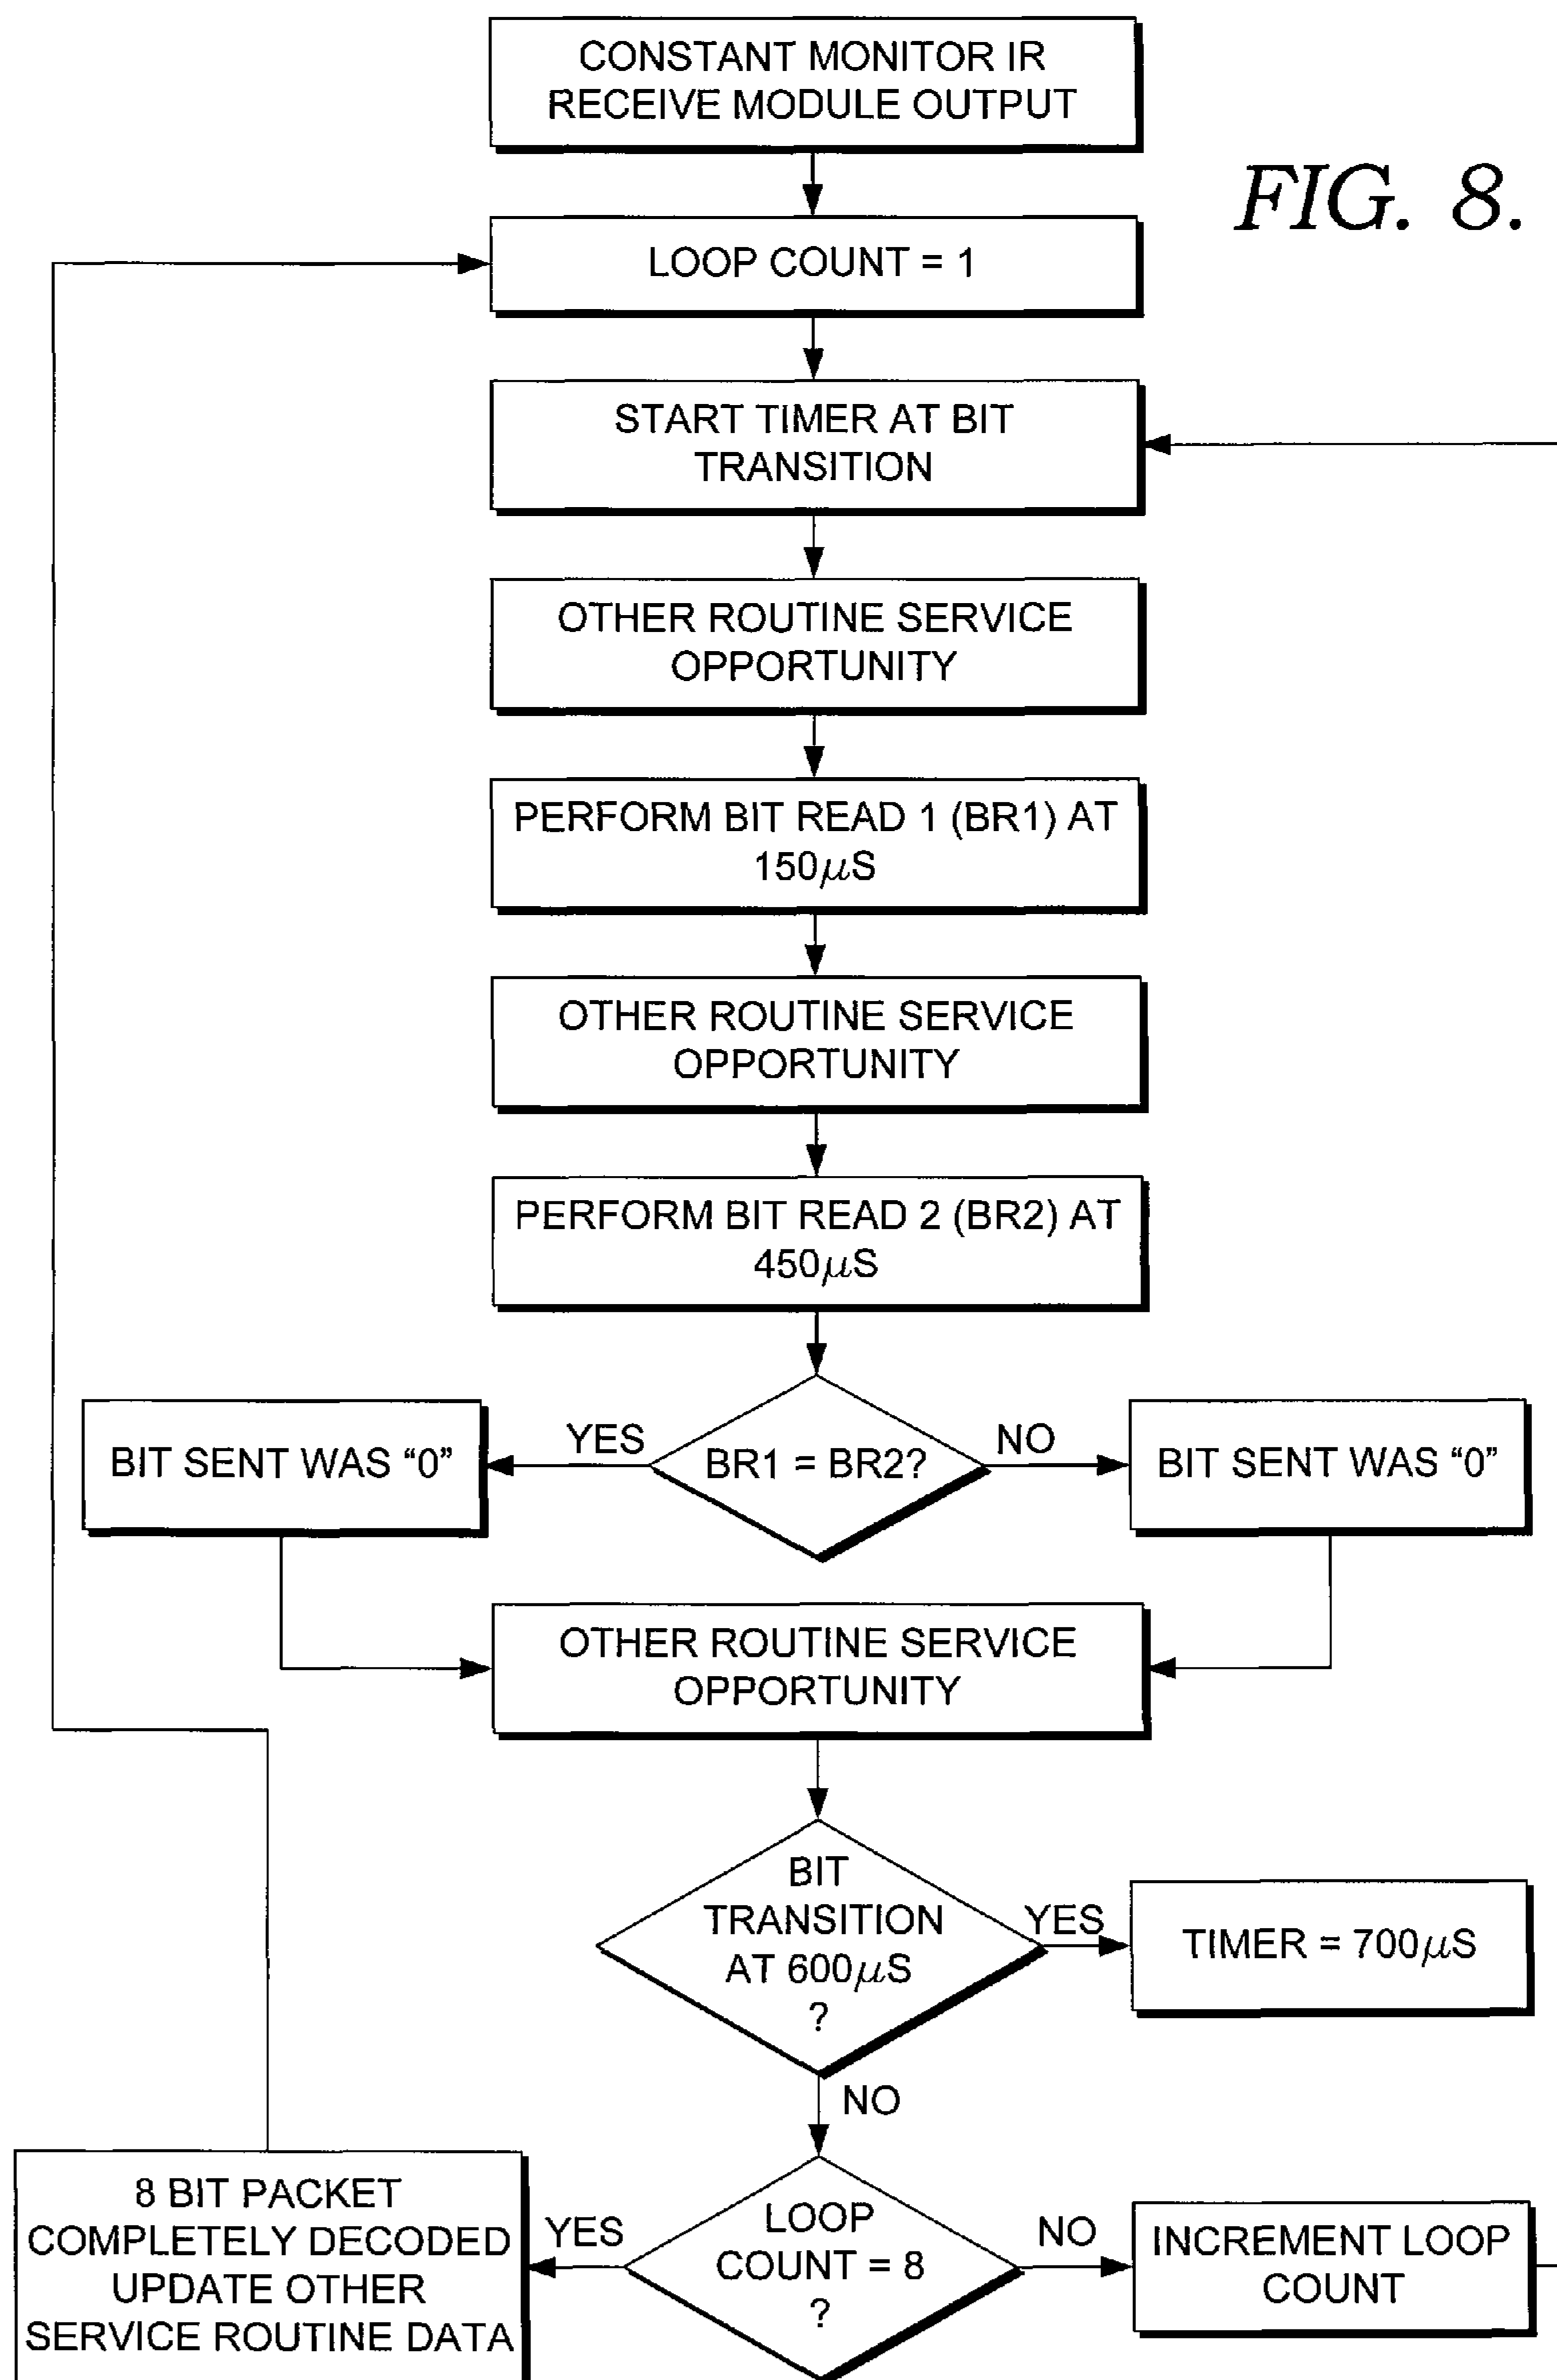 CONSTANT MONITOR IR
RECEIVE MODULE OUTPUT
FIG. 8.
LOOP COUNT = 1
START TIMER AT BIT
TRANSITION
OTHER ROUTINE SERVICE
OPPORTUNITY
PERFORM BIT READ 1 (BR1) AT
150µS
OTHER ROUTINE SERVICE
OPPORTUNITY
PERFORM BIT READ 2 (BR2) AT
450µS
BIT SENT WAS “0”
YES
BR1 = BR2?
NO
BIT SENT WAS “0”
OTHER ROUTINE SERVICE
OPPORTUNITY
BIT
TRANSITION
AT 600µS
?
YES
TIMER = 700µS
NO
8 BIT PACKET
COMPLETELY DECODED
UPDATE OTHER
SERVICE ROUTINE DATA
YES
LOOP
COUNT = 8
?
NO
INCREMENT LOOP
COUNT